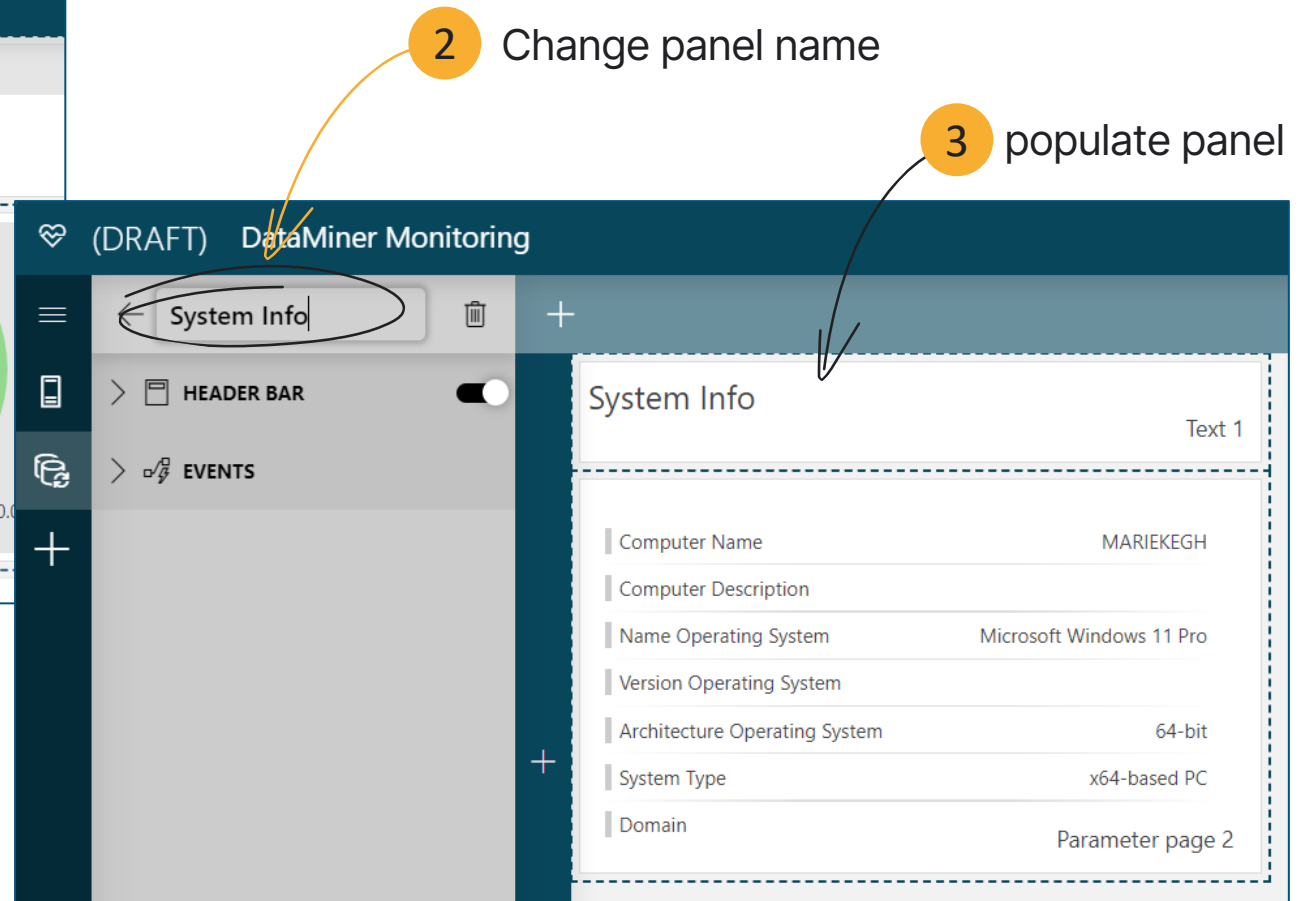 2 Change panel name
3 populate panel
(DRAFT) DataMiner Monitoring
System Info
HEADER BAR
EVENTS
System Info
Text 1
Computer Name MARIEKEGH
Computer Description
Name Operating System Microsoft Windows 11 Pro
Version Operating System
Architecture Operating System 64-bit
System Type x64-based PC
Domain
Parameter page 2